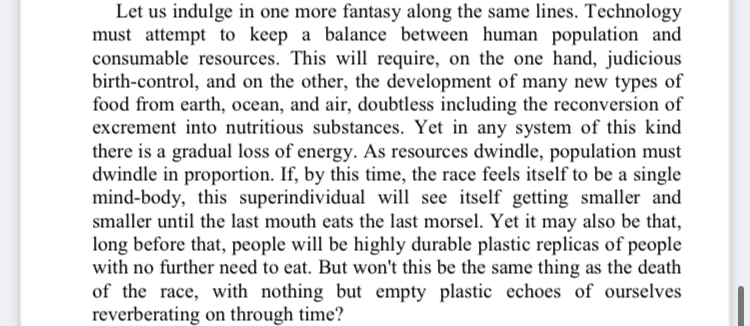 Let us indulge in one more fantasy along the same lines. Technology
must attempt to keep a balance between human population and
consumable resources. This will require, on the one hand, judicious
birth-control, and on the other, the development of many new types of
food from earth, ocean, and air, doubtless including the reconversion of
excrement into nutritious substances. Yet in any system of this kind
there is a gradual loss of energy. As resources dwindle, population must
dwindle in proportion. If, by this time, the race feels itself to be a single
mind-body, this superindividual will see itself getting smaller and
smaller until the last mouth eats the last morsel. Yet it may also be that,
long before that, people will be highly durable plastic replicas of people
with no further need to eat. But won't this be the same thing as the death
of the race, with nothing but empty plastic echoes of ourselves
reverberating on through time?